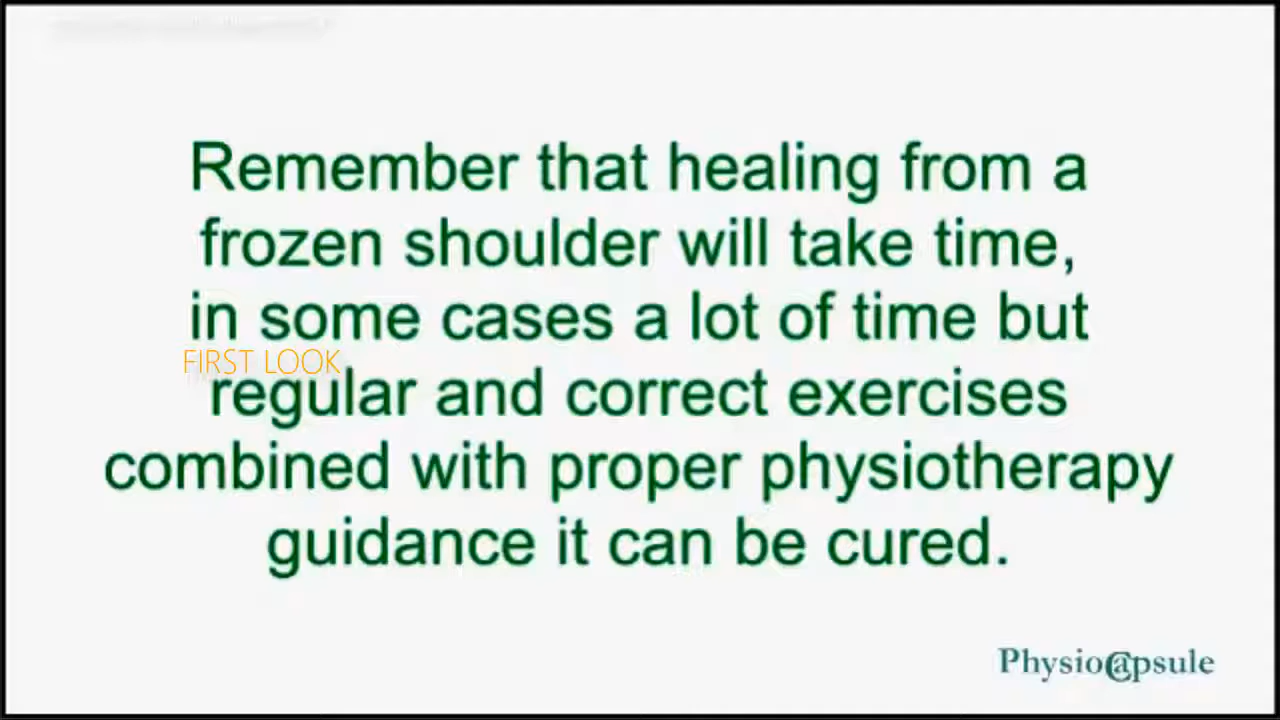 Remember that healing from a
frozen shoulder will take time,
in some cases a lot of time but
FIRST LOOK
regular and correct exercises
combined with proper physiotherapy
guidance it can be cured.
PhysioCapsule